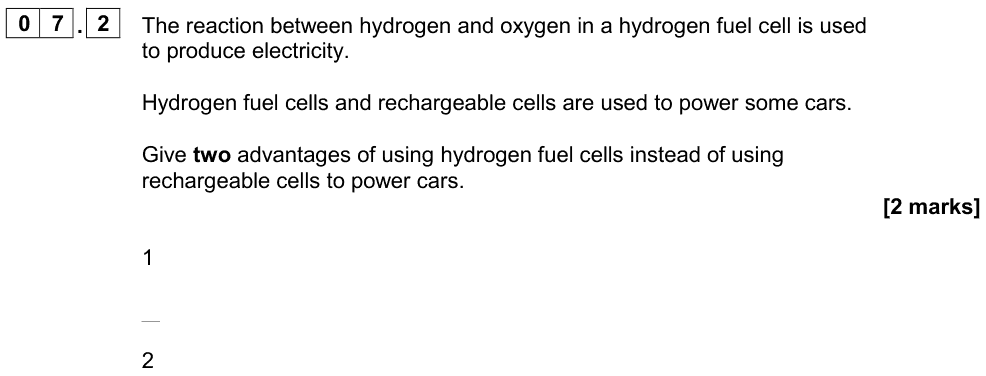 07.2 The reaction between hydrogen and oxygen in a hydrogen fuel cell is used
to produce electricity.
Hydrogen fuel cells and rechargeable cells are used to power some cars.
Give two advantages of using hydrogen fuel cells instead of using
rechargeable cells to power cars.
[2 marks]
1
2